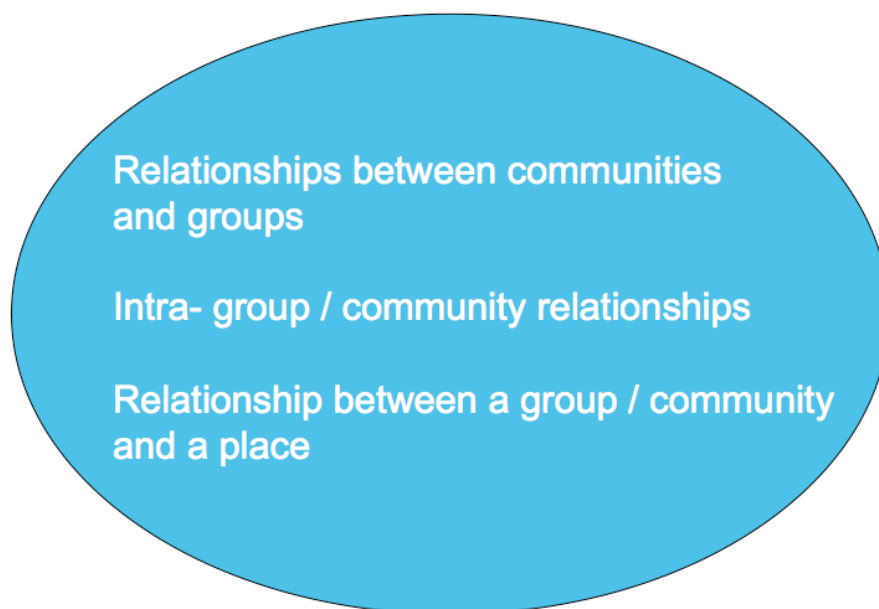 Relationships between communities
and groups
Intra- group / community relationships
Relationship between a group / community
and a place